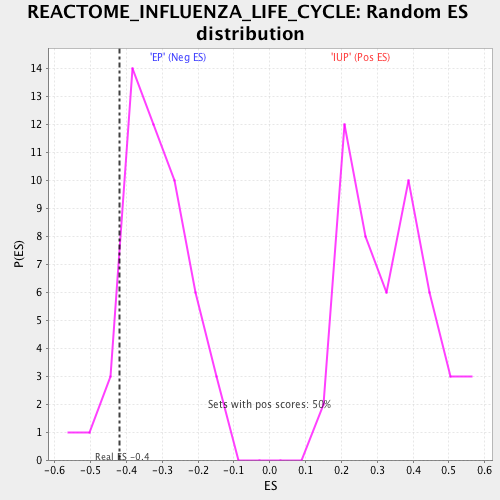 REACTOME_INFLUENZA_LIFE_CYCLE: Random ES
distribution
'EP' (Neg ES)
'IUP' (Pos ES)
14
13
12
11
10
9
8
7
6
5
4
3
2
1
0
P(ES)
Sets with pos scores: 50%
Real ES -0.4
-0.6 -0.5 -0.4 -0.3 -0.2 -0.1 0.0 0.1 0.2 0.3 0.4 0.5 0.6
ES